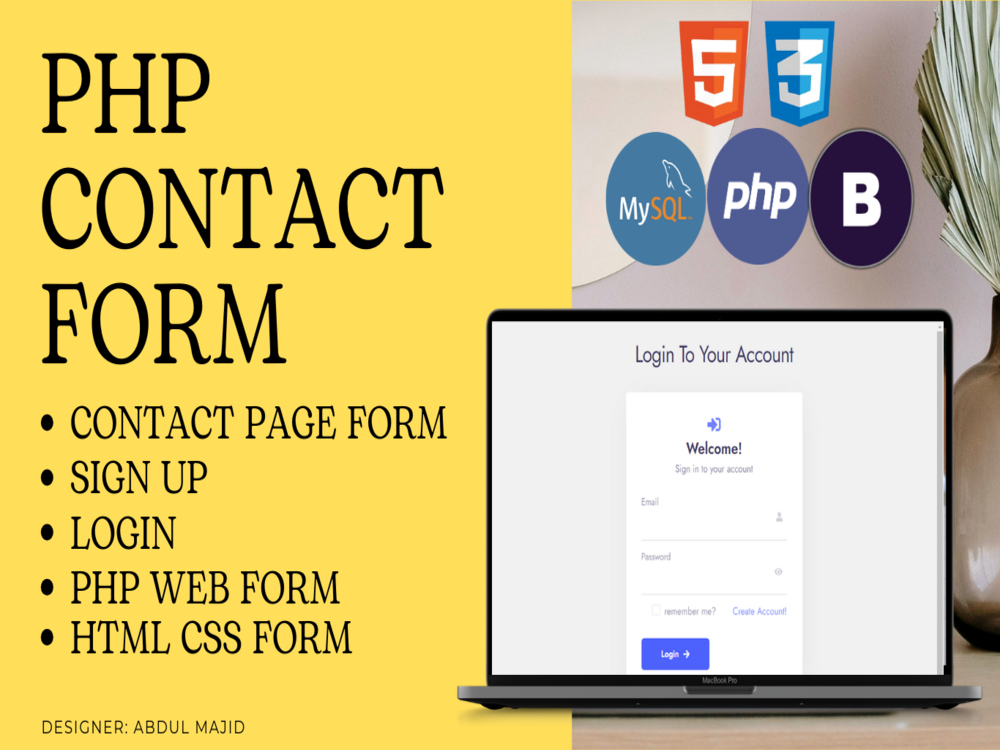 PHP
CONTACT
FORM
• CONTACT PAGE FORM
• SIGN UP
• LOGIN
• PHP WEB FORM
• HTML CSS FORM
DESIGNER: ABDUL MAJID
5 3
MySQL php B
Login To Your Account
Welcome!
Sign in to your account
Email
Password
remember me? Create Account!
Login →
MacBook Pro